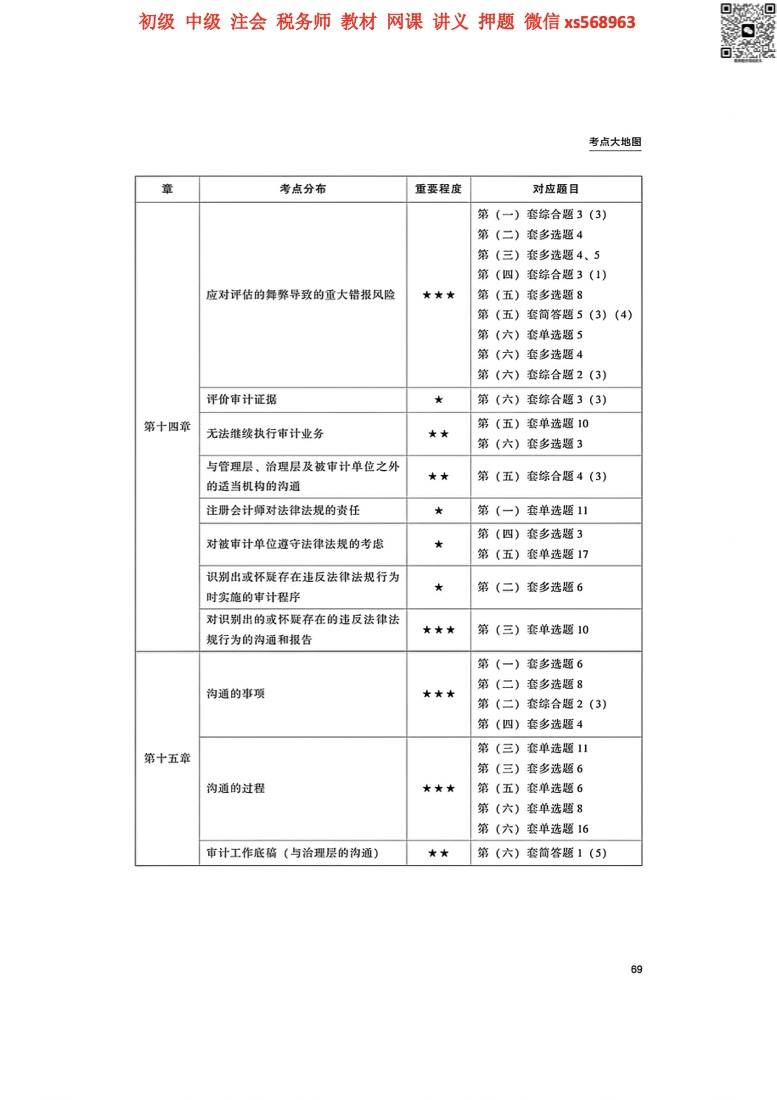 初级 中级 注会 税务师 教材 网课 讲义 押题 微信 xs568963
考点大地图
章 考点分布 重要程度 对应题目
第十四章
应对评估的舞弊导致的重大错报风险 ★★★
第（一）套综合题 3（3）
第（二）套多选题 4
第（三）套多选题 4、5
第（四）套综合题 3（1）
第（五）套多选题 8
第（五）套简答题 5（3）（4）
第（六）套单选题 5
第（六）套多选题 4
第（六）套综合题 2（3）
评价审计证据 ★ 第（六）套综合题 3（3）
无法继续执行审计业务 ★★
第（五）套单选题 10
第（六）套多选题 3
与管理层、治理层及被审计单位之外
的适当机构的沟通
★★ 第（五）套综合题 4（3）
注册会计师对法律法规的责任 ★ 第（一）套单选题 11
对被审计单位遵守法律法规的考虑 ★
第（四）套多选题 3
第（五）套单选题 17
识别出或怀疑存在违反法律法规行为
时实施的审计程序
★ 第（二）套多选题 6
对识别出的或怀疑存在的违反法律法
规行为的沟通和报告
★★★ 第（三）套单选题 10
第十五章
沟通的事项 ★★★
第（一）套多选题 6
第（二）套多选题 8
第（二）套综合题 2（3）
第（四）套多选题 4
沟通的过程 ★★★
第（三）套单选题 11
第（三）套多选题 6
第（五）套单选题 6
第（六）套单选题 8
第（六）套单选题 16
审计工作底稿（与治理层的沟通） ★★ 第（六）套简答题 1（5）
69